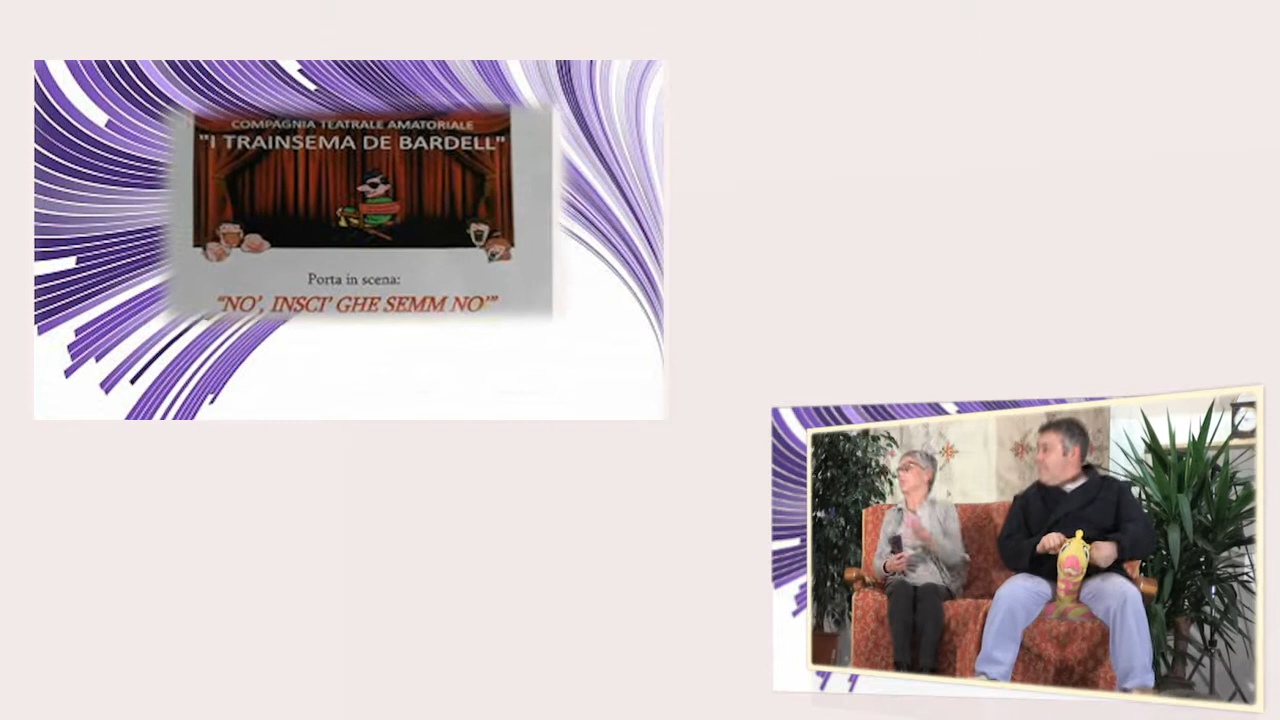 COMPAGNIA TEATRALE AMATORIALE
"I TRAINSEMA DE BARDELL"
Porta in scena:
“NO', INSCI' GHE SEMM NO'”